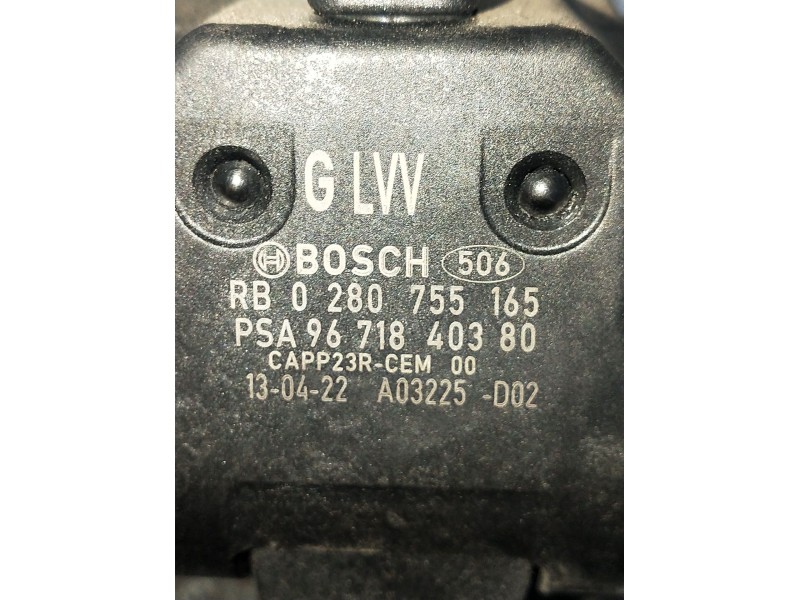 G LVV
BOSCH 506
RB 0 280 755 165
PSA 96 718 403 80
CAPP23R-CEM 00
13-04-22 A03225 -D02